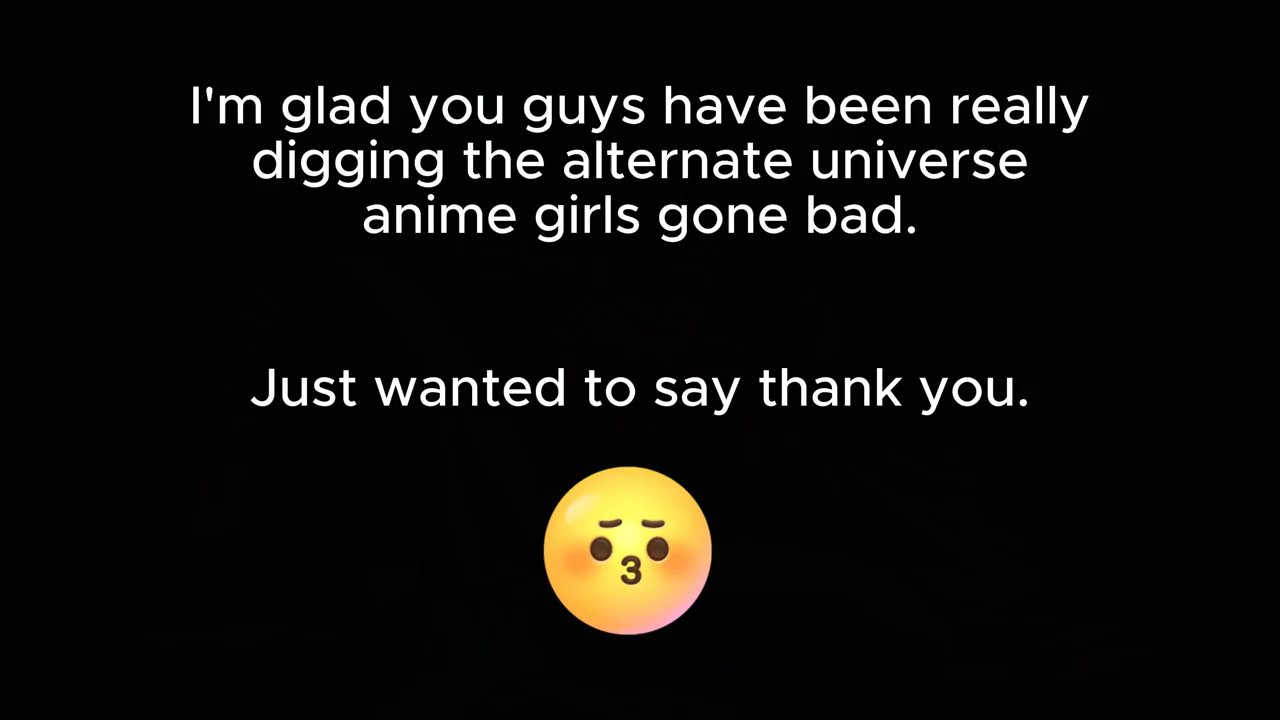 I'm glad you guys have been really
digging the alternate universe
anime girls gone bad.
Just wanted to say thank you.